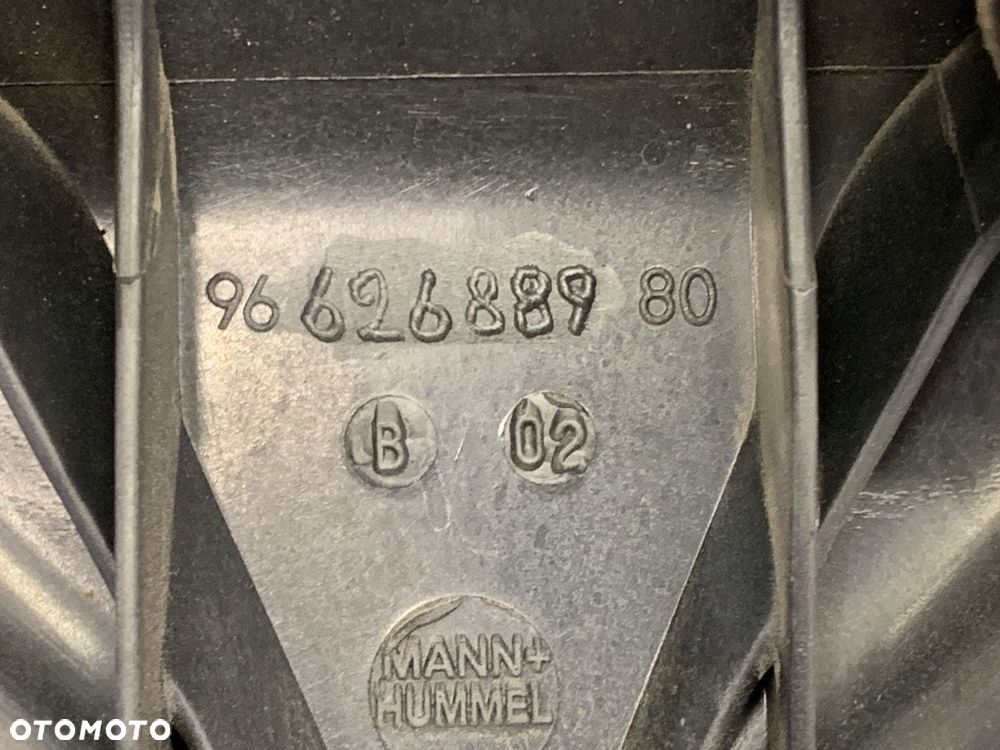 96 626889 80
B 02
MANN+
HUMMEL
OTOMOTO